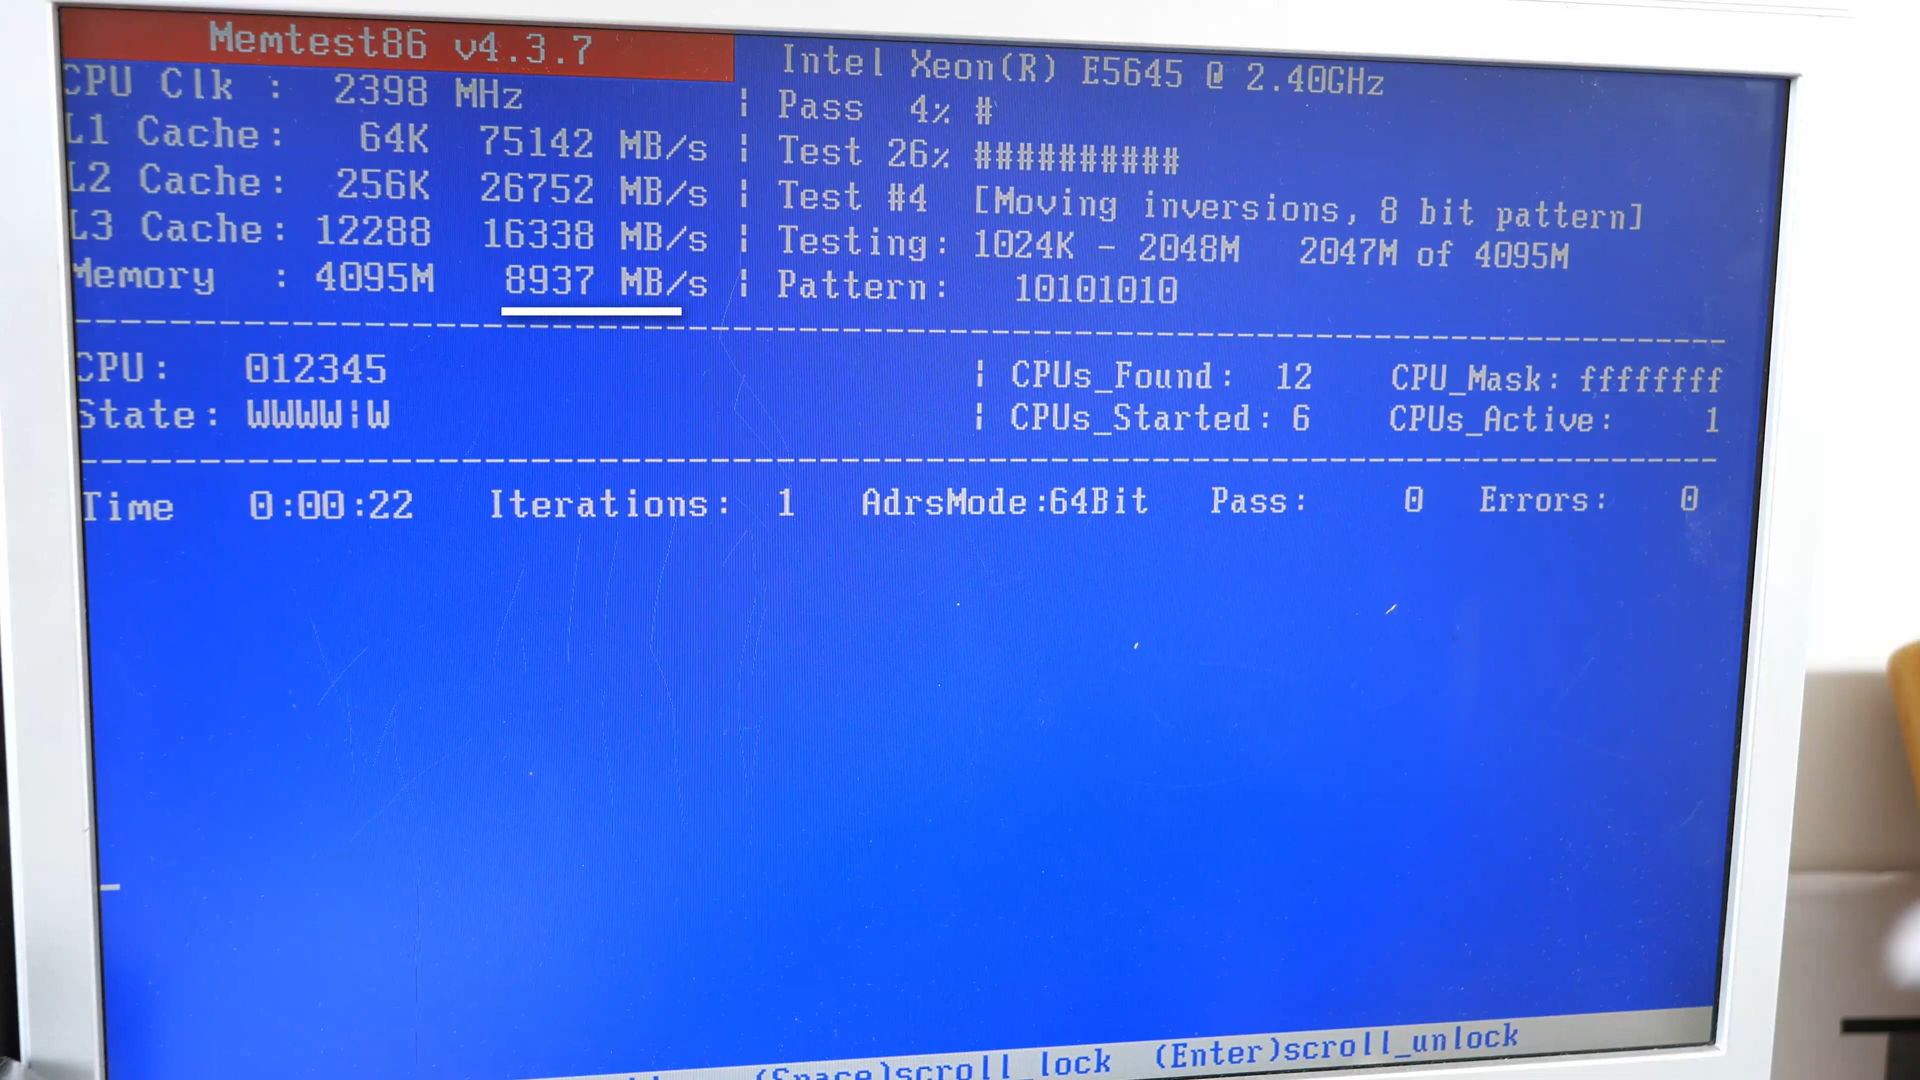 Memtest86 v4.3.7 Intel Xeon(R) E5645 @ 2.40GHz
CPU Clk : 2398 MHz | Pass 4% #
L1 Cache: 64K 75142 MB/s | Test 26% ##########
L2 Cache: 256K 26752 MB/s | Test #4 [Moving inversions, 8 bit pattern]
L3 Cache: 12288 16338 MB/s | Testing: 1024K - 2048M 2047M of 4095M
Memory : 4095M 8937 MB/s | Pattern: 10101010
CPU: 012345 | CPUs_Found: 12 CPU_Mask: ffffffff
State: WWWW|W | CPUs_Started: 6 CPUs_Active: 1
Time 0:00:22 Iterations: 1 AdrsMode:64Bit Pass: 0 Errors: 0
(Space)scroll_lock (Enter)scroll_unlock